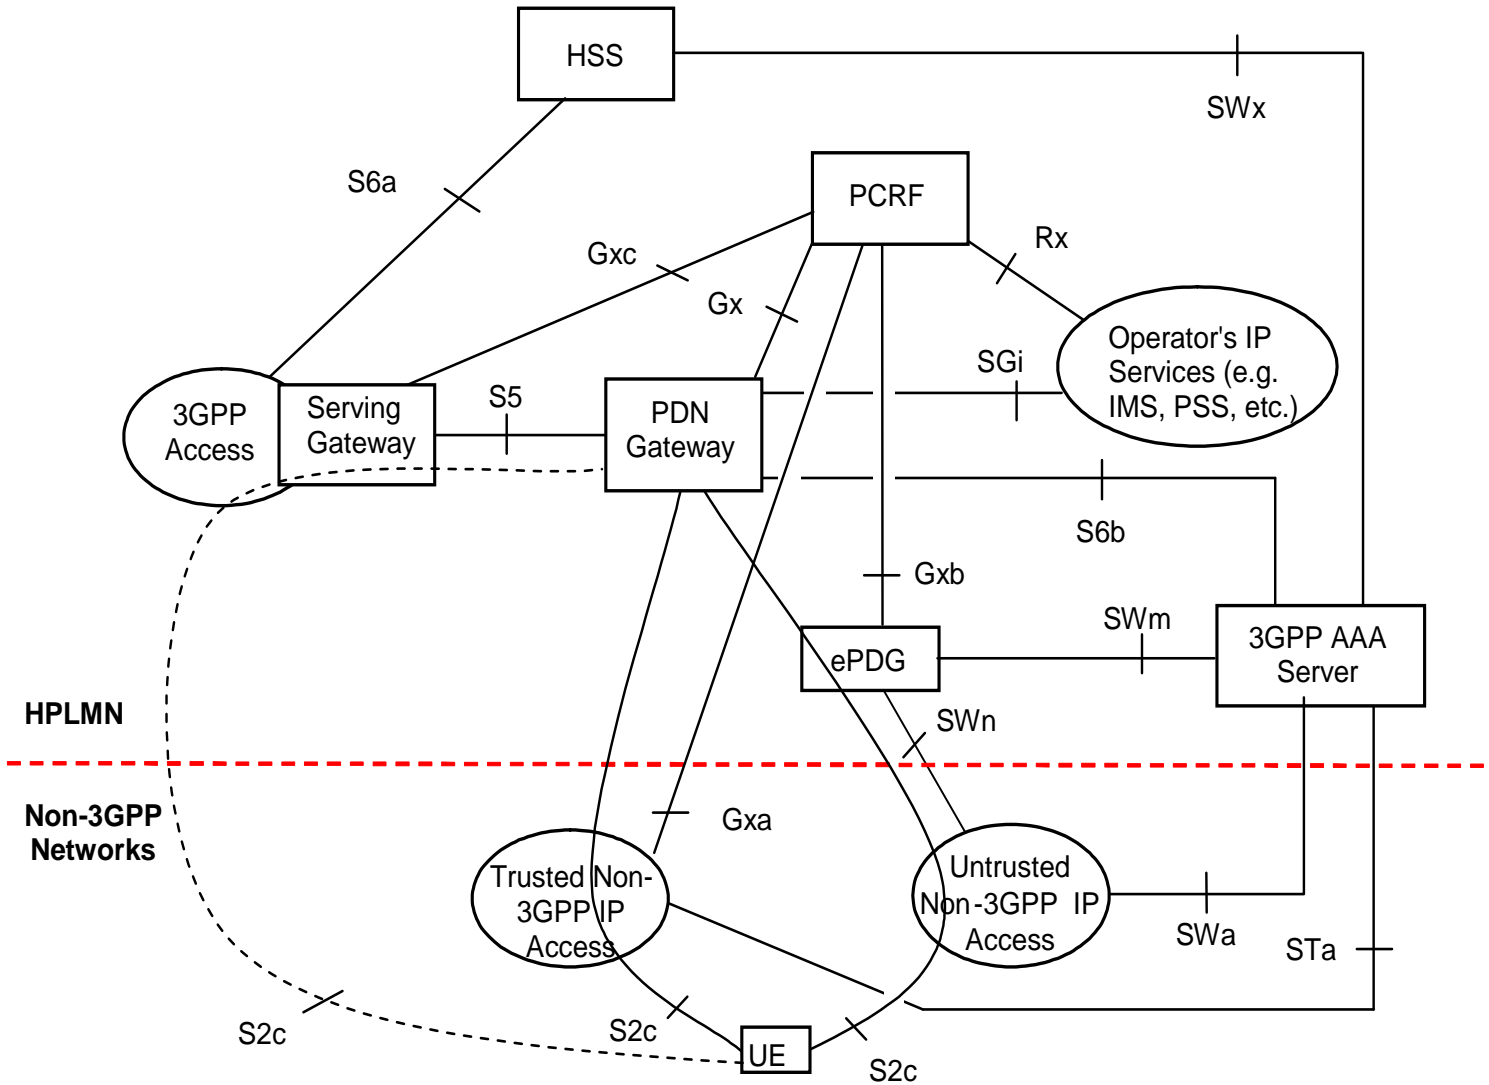 HSS
SWx
S6a
PCRF
Rx
Gxc
Gx
Operator's IP
Services (e.g.
IMS, PSS, etc.)
SGi
3GPP
Access
Serving
Gateway
S5
PDN
Gateway
S6b
Gxb
SWm
3GPP AAA
Server
ePDG
HPLMN
SWn
Non-3GPP
Networks
Gxa
Trusted Non-
3GPP IP
Access
Untrusted
Non-3GPP IP
Access
SWa
STa
S2c
S2c
UE
S2c